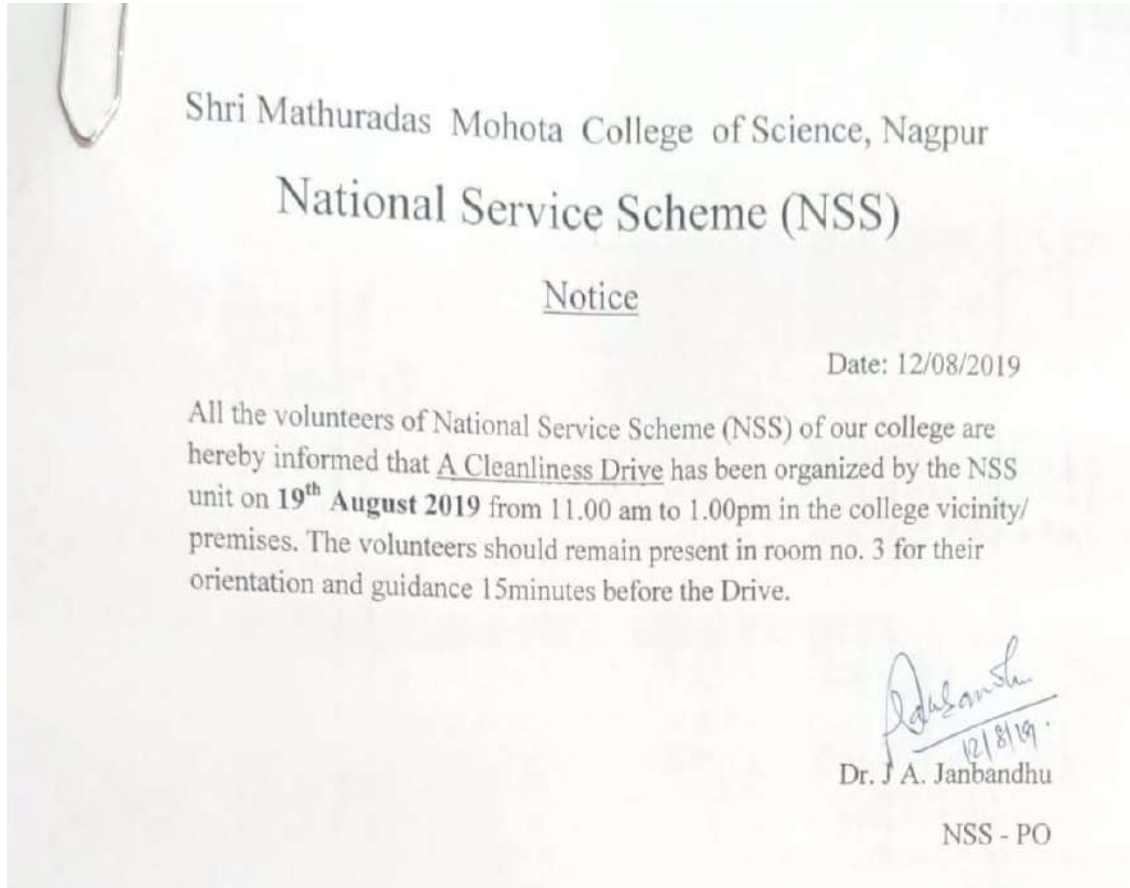 Shri Mathuradas Mohota College of Science, Nagpur
National Service Scheme (NSS)
Notice
Date: 12/08/2019
All the volunteers of National Service Scheme (NSS) of our college are
hereby informed that A Cleanliness Drive has been organized by the NSS
unit on 19th August 2019 from 11.00 am to 1.00pm in the college vicinity/
premises. The volunteers should remain present in room no. 3 for their
orientation and guidance 15minutes before the Drive.
12/8/19.
Dr. J A. Janbandhu
NSS - PO